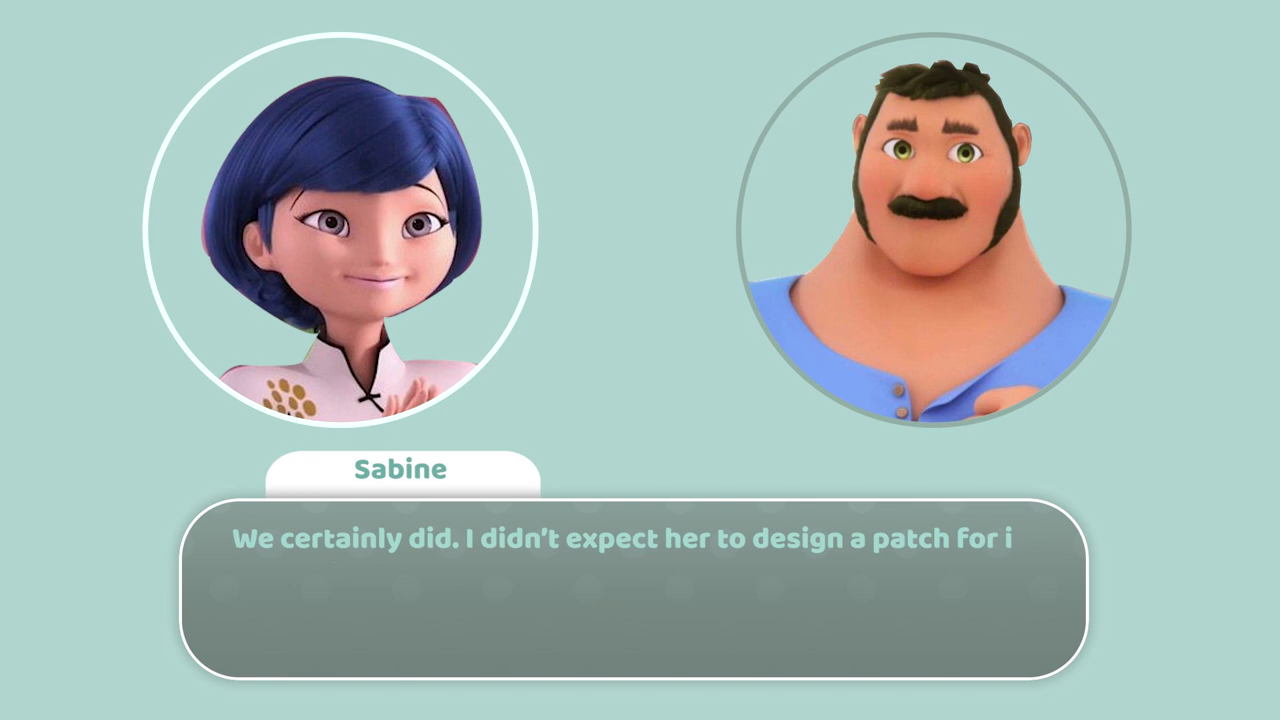 Sabine
We certainly did. I didn’t expect her to design a patch for i